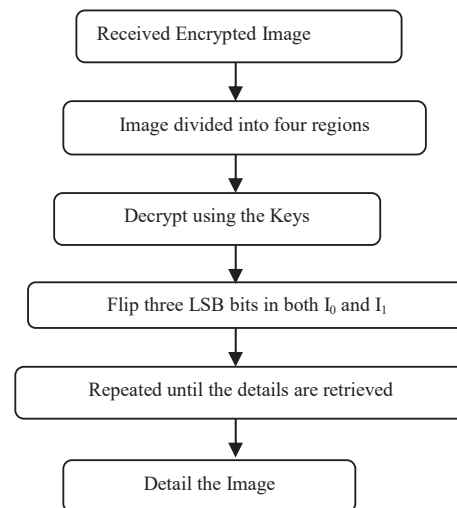 Received Encrypted Image
Image divided into four regions
Decrypt using the Keys
Flip three LSB bits in both I₀ and I₁
Repeated until the details are retrieved
Detail the Image